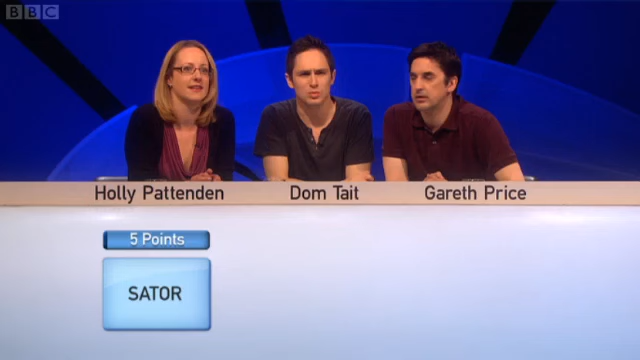 BBC
Holly Pattenden
Dom Tait
Gareth Price
5 Points
SATOR